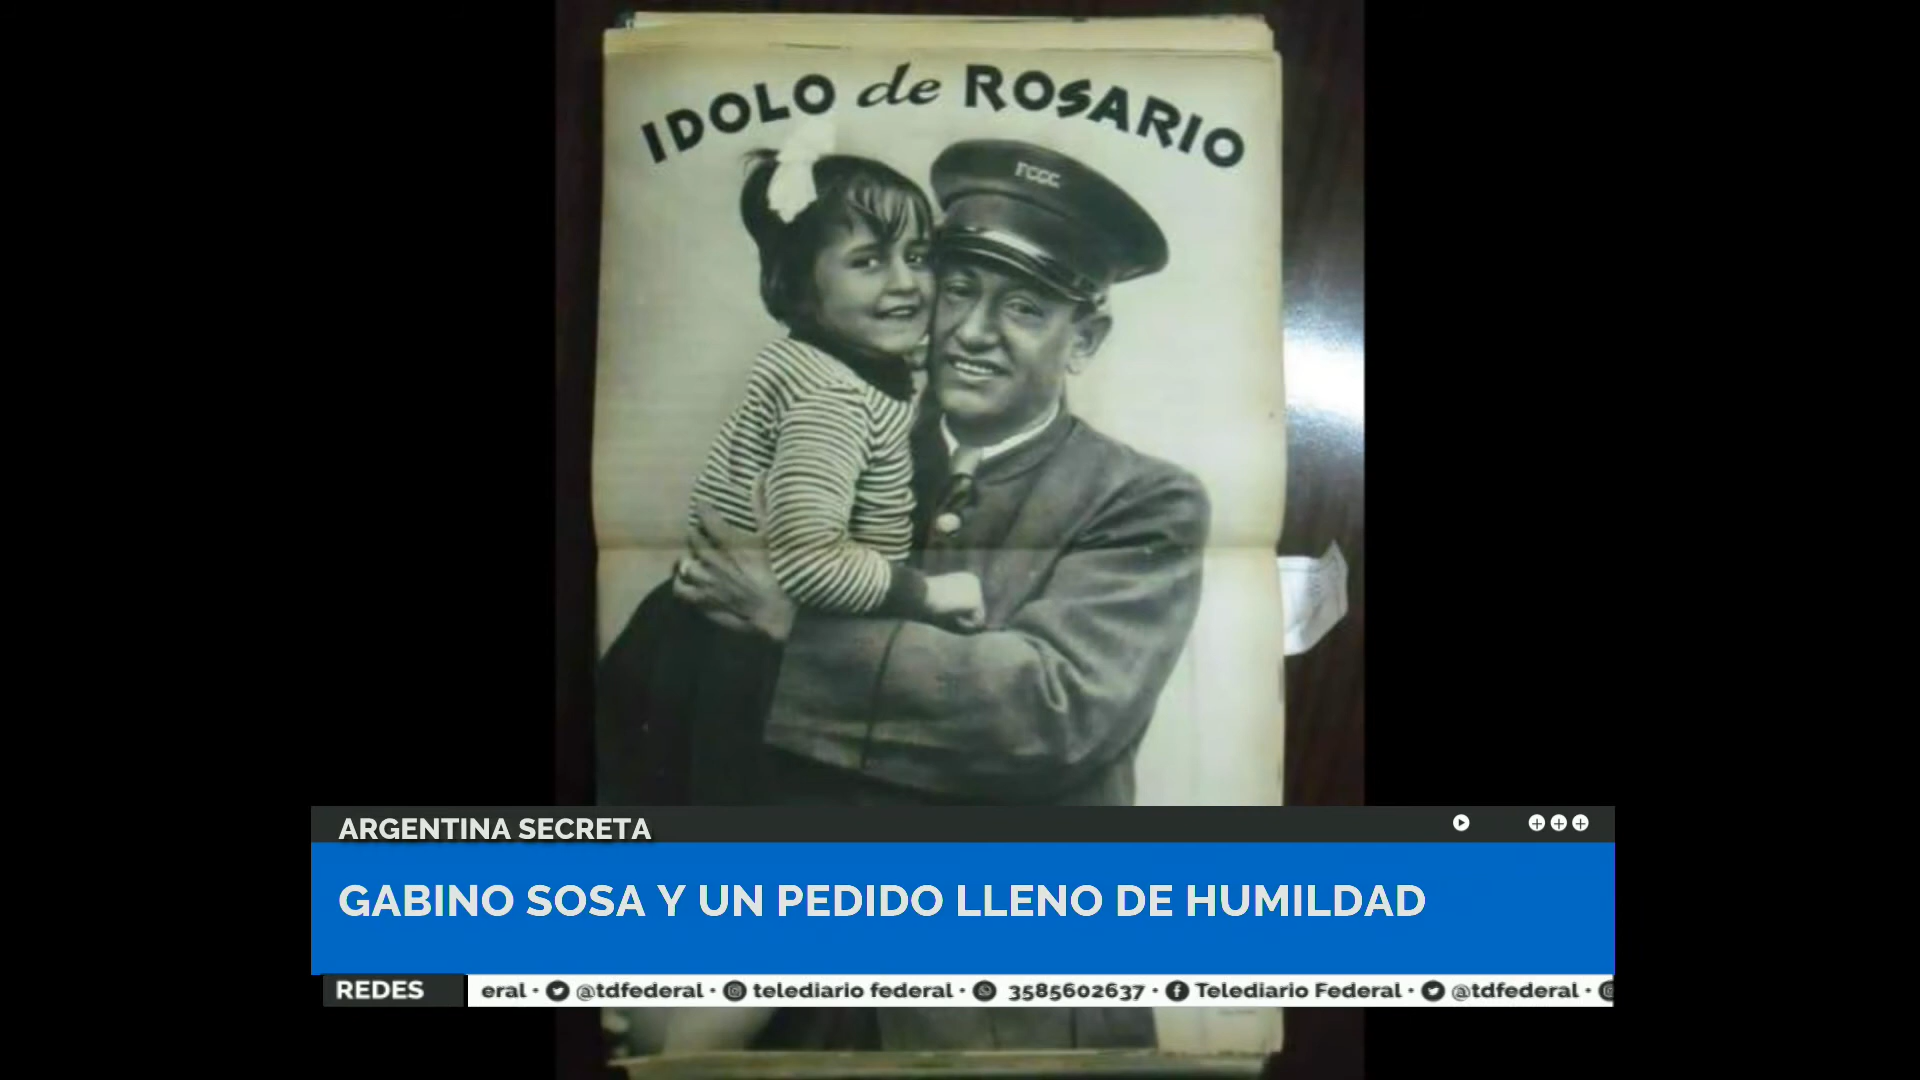 IDOLO de ROSARIO
FCCC
ARGENTINA SECRETA
GABINO SOSA Y UN PEDIDO LLENO DE HUMILDAD
REDES
eral • @tdfederal • telediario federal • 3585602637 • Telediario Federal • @tdfederal •